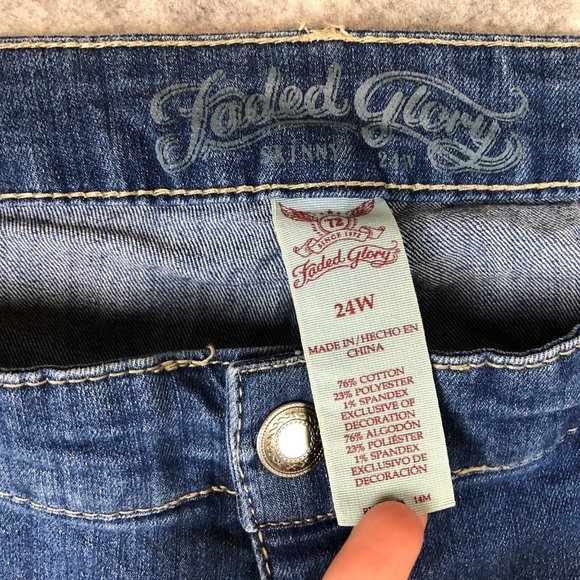 Faded Glory
SKINNY 24W
72
SINCE 1972
Faded Glory
24W
MADE IN/HECHO EN
CHINA
76% COTTON
23% POLYESTER
1% SPANDEX
EXCLUSIVE OF
DECORATION
76% ALGODÓN
23% POLIÉSTER
1% SPANDEX
EXCLUSIVO DE
DECORACIÓN
14M